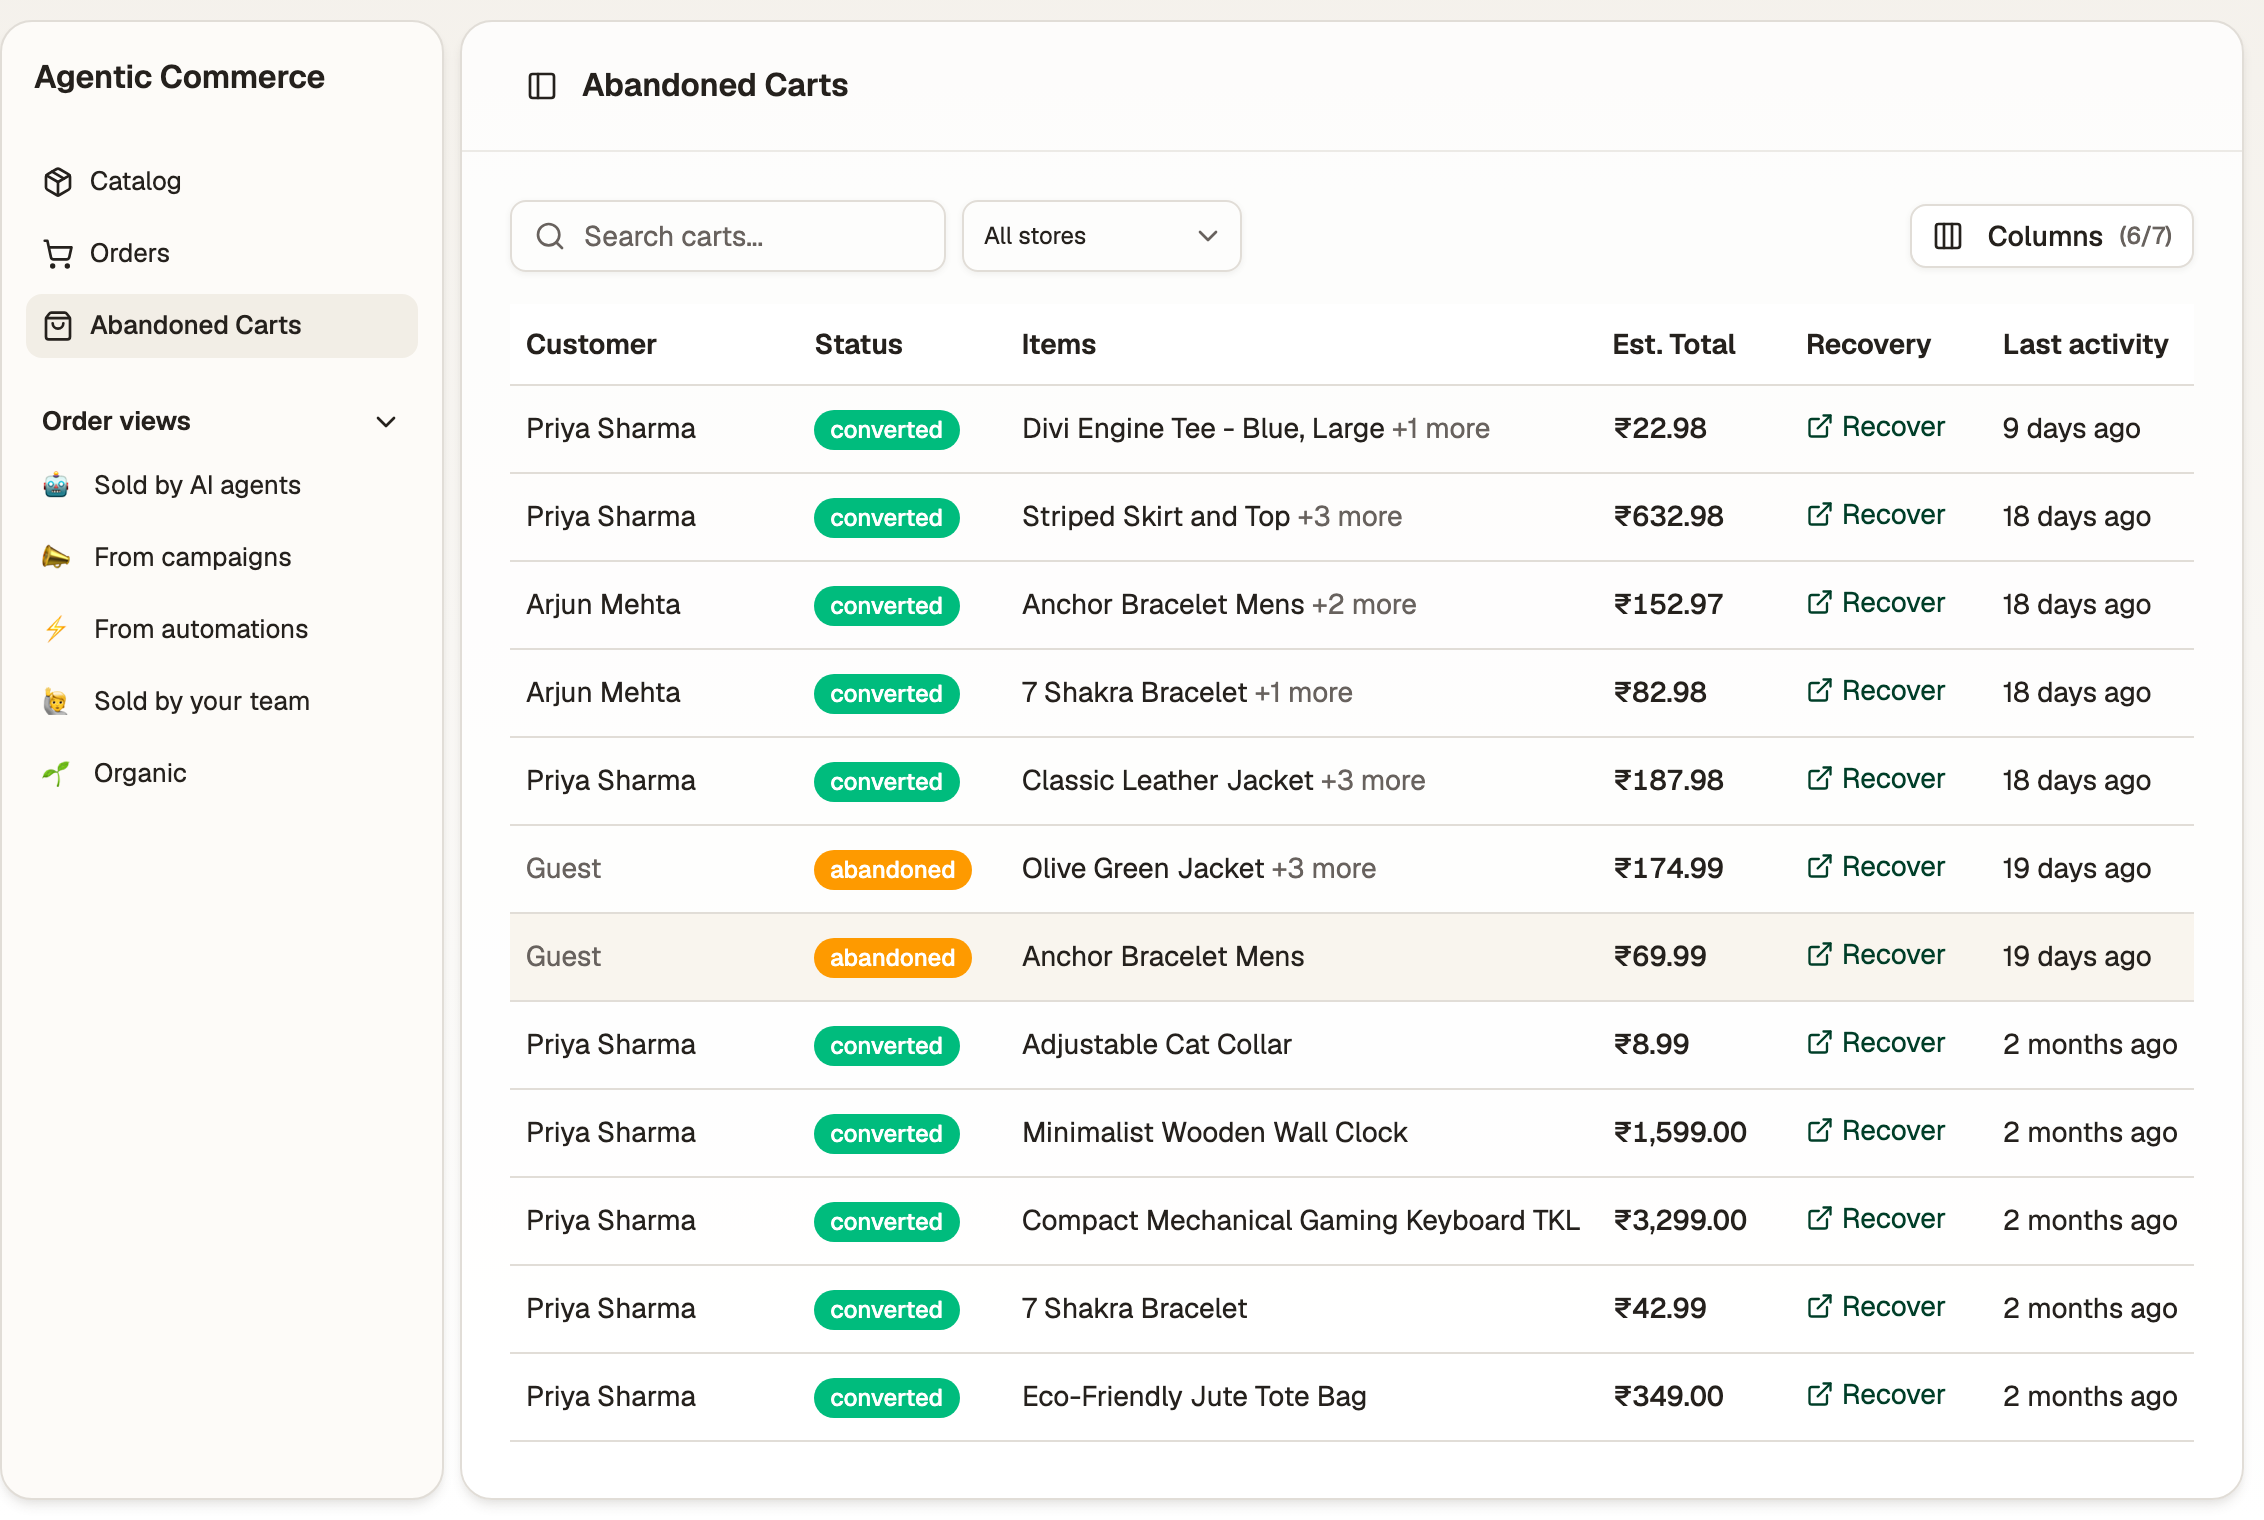 Agentic Commerce
Catalog
Orders
Abandoned Carts
Order views
Sold by AI agents
From campaigns
From automations
Sold by your team
Organic
Abandoned Carts
Search carts...
All stores
Columns (6/7)
Customer Status Items Est. Total Recovery Last activity
Priya Sharma converted Divi Engine Tee - Blue, Large +1 more ₹22.98 Recover 9 days ago
Priya Sharma converted Striped Skirt and Top +3 more ₹632.98 Recover 18 days ago
Arjun Mehta converted Anchor Bracelet Mens +2 more ₹152.97 Recover 18 days ago
Arjun Mehta converted 7 Shakra Bracelet +1 more ₹82.98 Recover 18 days ago
Priya Sharma converted Classic Leather Jacket +3 more ₹187.98 Recover 18 days ago
Guest abandoned Olive Green Jacket +3 more ₹174.99 Recover 19 days ago
Guest abandoned Anchor Bracelet Mens ₹69.99 Recover 19 days ago
Priya Sharma converted Adjustable Cat Collar ₹8.99 Recover 2 months ago
Priya Sharma converted Minimalist Wooden Wall Clock ₹1,599.00 Recover 2 months ago
Priya Sharma converted Compact Mechanical Gaming Keyboard TKL ₹3,299.00 Recover 2 months ago
Priya Sharma converted 7 Shakra Bracelet ₹42.99 Recover 2 months ago
Priya Sharma converted Eco-Friendly Jute Tote Bag ₹349.00 Recover 2 months ago